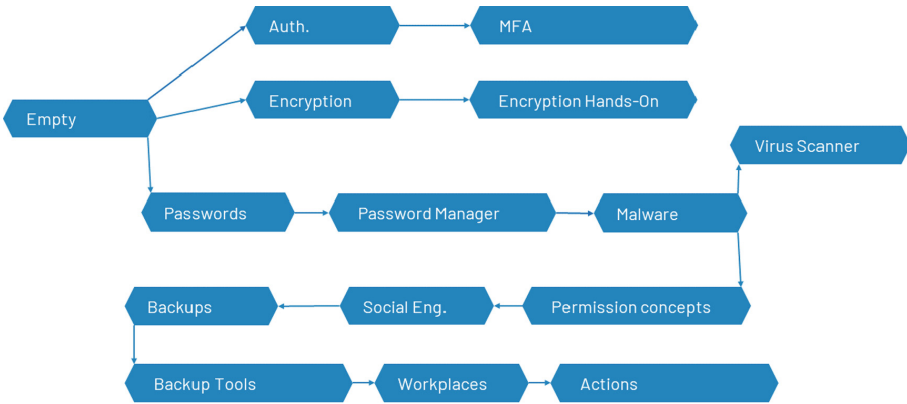 Auth.
MFA
Encryption
Encryption Hands-On
Empty
Virus Scanner
Passwords
Password Manager
Malware
Backups
Social Eng.
Permission concepts
Backup Tools
Workplaces
Actions